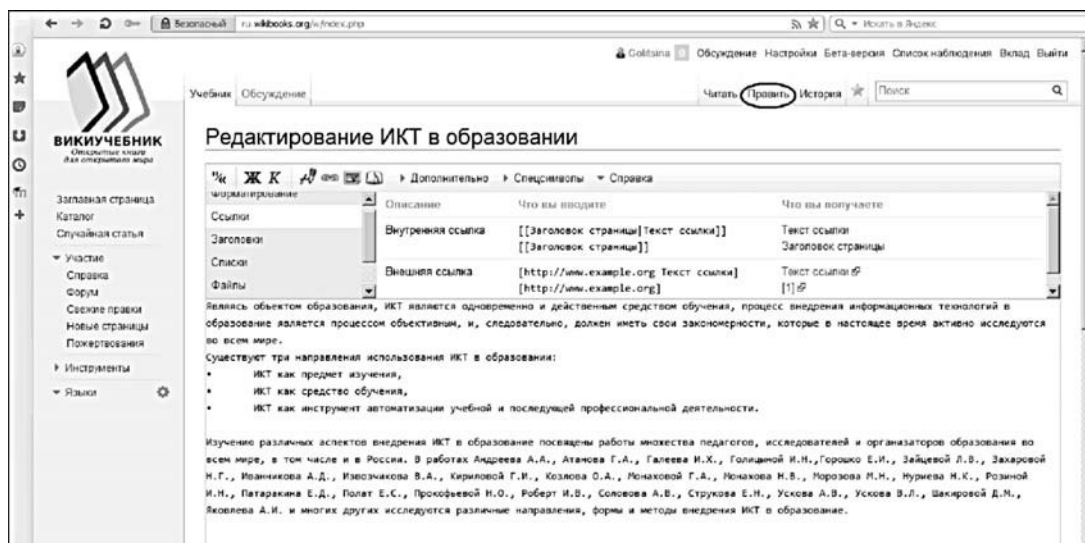 Безопасный ru.wikibooks.org/w/index.php Искать в Яндекс
Golitsina 0 Обсуждение Настройки Бета-версия Список наблюдения Вклад Выйти
Учебник Обсуждение Читать Править История Поиск
ВИКИУЧЕБНИК
Открытые книги
для открытого мира
Заглавная страница
Каталог
Случайная статья
Участие
Справка
Форум
Свежие правки
Новые страницы
Пожертвования
Инструменты
Языки
Редактирование ИКТ в образовании
Ж К Дополнительно Спецсимволы Справка
Форматирование
Ссылки
Заголовки
Списки
Файлы
Описание Что вы вводите Что вы получаете
Внутренняя ссылка [[Заголовок страницы|Текст ссылки]] Текст ссылки
[[Заголовок страницы]] Заголовок страницы
Внешняя ссылка [http://www.example.org Текст ссылки] Текст ссылки
[http://www.example.org] [1]
Являясь объектом образования, ИКТ являются одновременно и действенным средством обучения, процесс внедрения информационных технологий в
образование является процессом объективным, и, следовательно, должен иметь свои закономерности, которые в настоящее время активно исследуются
во всем мире.
Существуют три направления использования ИКТ в образовании:
• ИКТ как предмет изучения,
• ИКТ как средство обучения,
• ИКТ как инструмент автоматизации учебной и последующей профессиональной деятельности.
Изучению различных аспектов внедрения ИКТ в образование посвящены работы множества педагогов, исследователей и организаторов образования во
всем мире, в том числе и в России. В работах Андреева А.А., Атанова Г.А., Галеева И.Х., Голицыной И.Н.,Горошко Е.И., Зайцевой Л.В., Захаровой
И.Г., Иванникова А.Д., Извозчикова В.А., Кириловой Г.И., Козлова О.А., Монаховой Г.А., Монахова Н.В., Морозова М.Н., Нуриева Н.К., Розиной
И.Н., Патаракина Е.Д., Полат Е.С., Прокофьевой Н.О., Роберт И.В., Соловова А.В., Струкова Е.Н., Ускова А.В., Ускова В.Л., Шакировой Д.М.,
Яковлева А.И. и многих других исследуются различные направления, формы и методы внедрения ИКТ в образование.